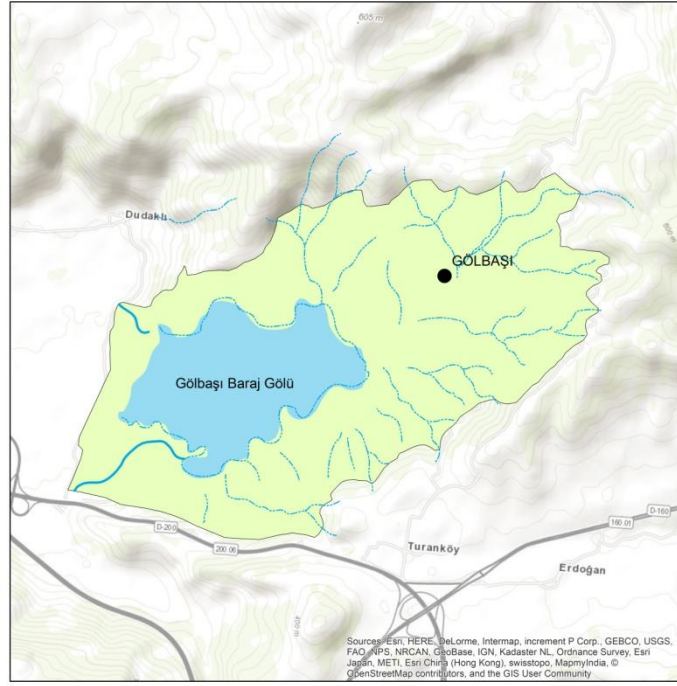 605 m
Dudaklı
600 m
GÖLBAŞI
Gölbaşı Baraj Gölü
D-200
200 06
D-160
160 01
Turanköy
Erdoğan
400 m
Sources: Esri, HERE, DeLorme, Intermap, increment P Corp., GEBCO, USGS,
FAO, NPS, NRCAN, GeoBase, IGN, Kadaster NL, Ordnance Survey, Esri
Japan, METI, Esri China (Hong Kong), swisstopo, MapmyIndia, ©
OpenStreetMap contributors, and the GIS User Community